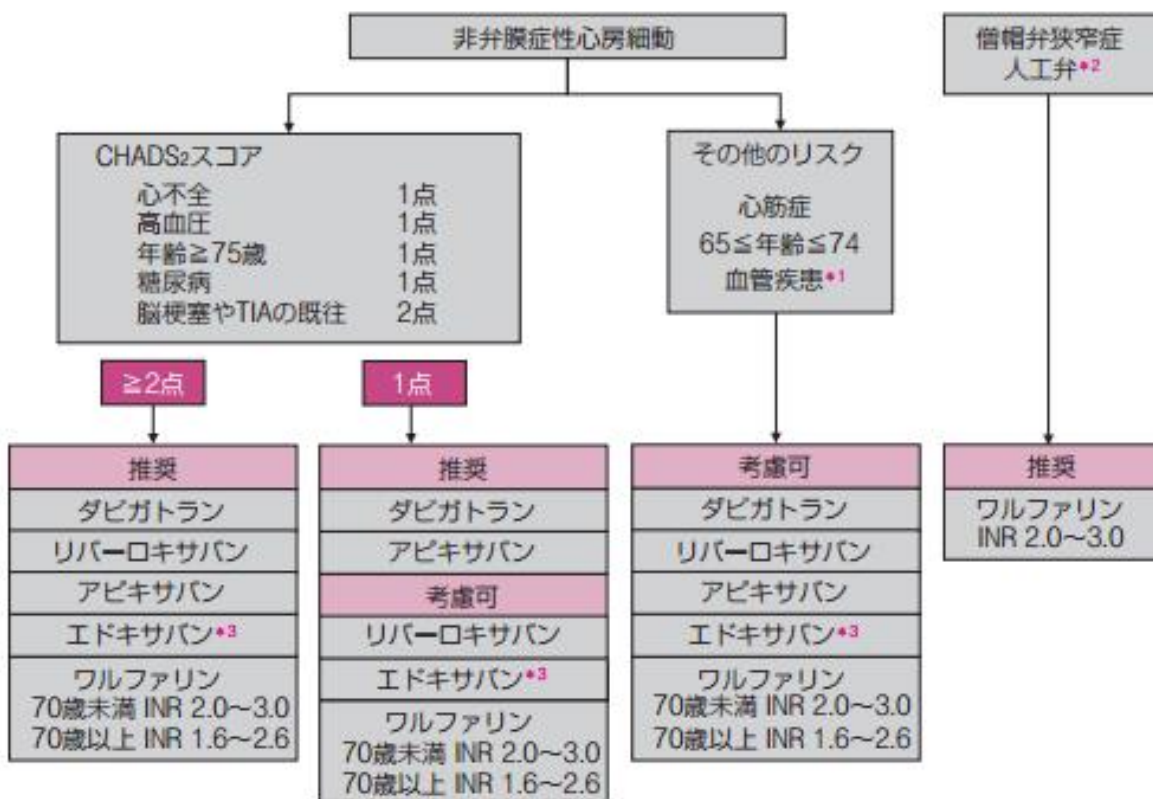 非弁膜症性心房細動
僧帽弁狭窄症
人工弁*2
CHADS2スコア
心不全 1点
高血圧 1点
年齢≧75歳 1点
糖尿病 1点
脳梗塞やTIAの既往 2点
その他のリスク
心筋症
65≦年齢≦74
血管疾患*1
≧2点
1点
推奨
ダビガトラン
リバーロキサバン
アピキサバン
エドキサバン*3
ワルファリン
70歳未満 INR 2.0～3.0
70歳以上 INR 1.6～2.6
推奨
ダビガトラン
アピキサバン
考慮可
リバーロキサバン
エドキサバン*3
ワルファリン
70歳未満 INR 2.0～3.0
70歳以上 INR 1.6～2.6
考慮可
ダビガトラン
リバーロキサバン
アピキサバン
エドキサバン*3
ワルファリン
70歳未満 INR 2.0～3.0
70歳以上 INR 1.6～2.6
推奨
ワルファリン
INR 2.0～3.0